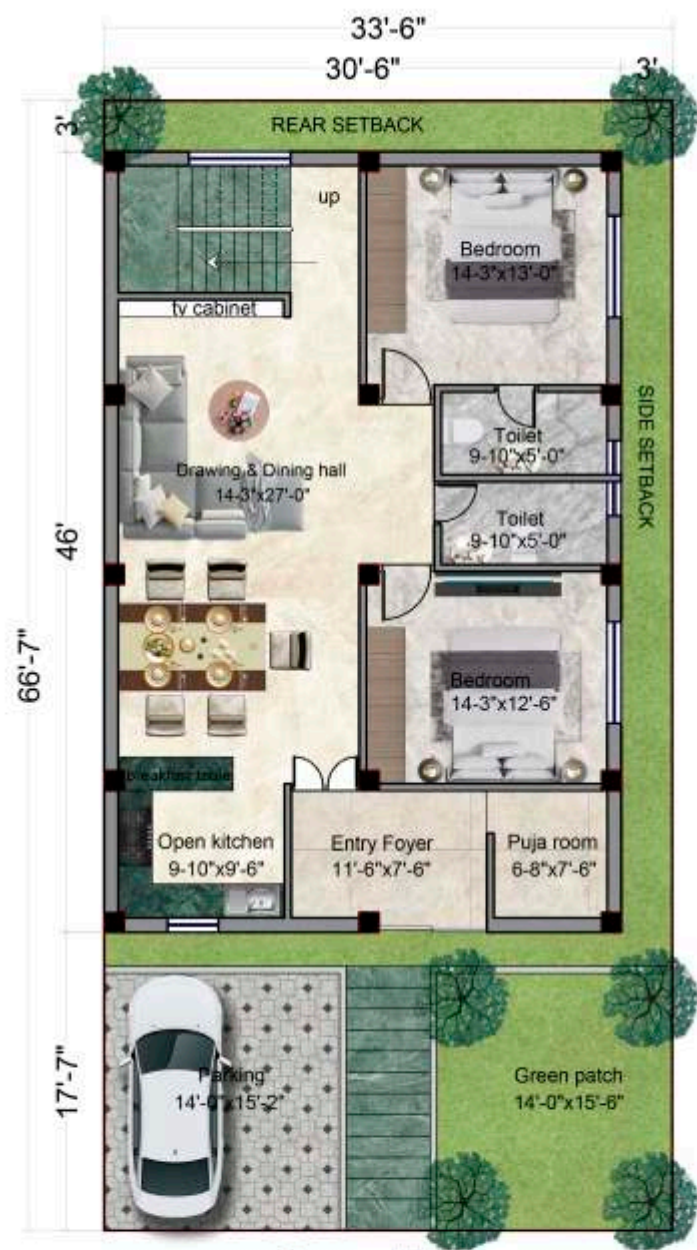 33'-6"
30'-6"
3'
3'
REAR SETBACK
up
Bedroom
14-3"x13'-0"
tv cabinet
SIDE SETBACK
Toilet
9-10"x5'-0"
Drawing & Dining hall
14-3"x27'-0"
Toilet
9-10"x5'-0"
46'
66'-7"
Bedroom
14-3"x12'-6"
breakfast table
Open kitchen
9-10"x9'-6"
Entry Foyer
11'-6"x7'-6"
Puja room
6-8"x7'-6"
17'-7"
Parking
14'-0"x15'-2"
Green patch
14'-0"x15'-6"